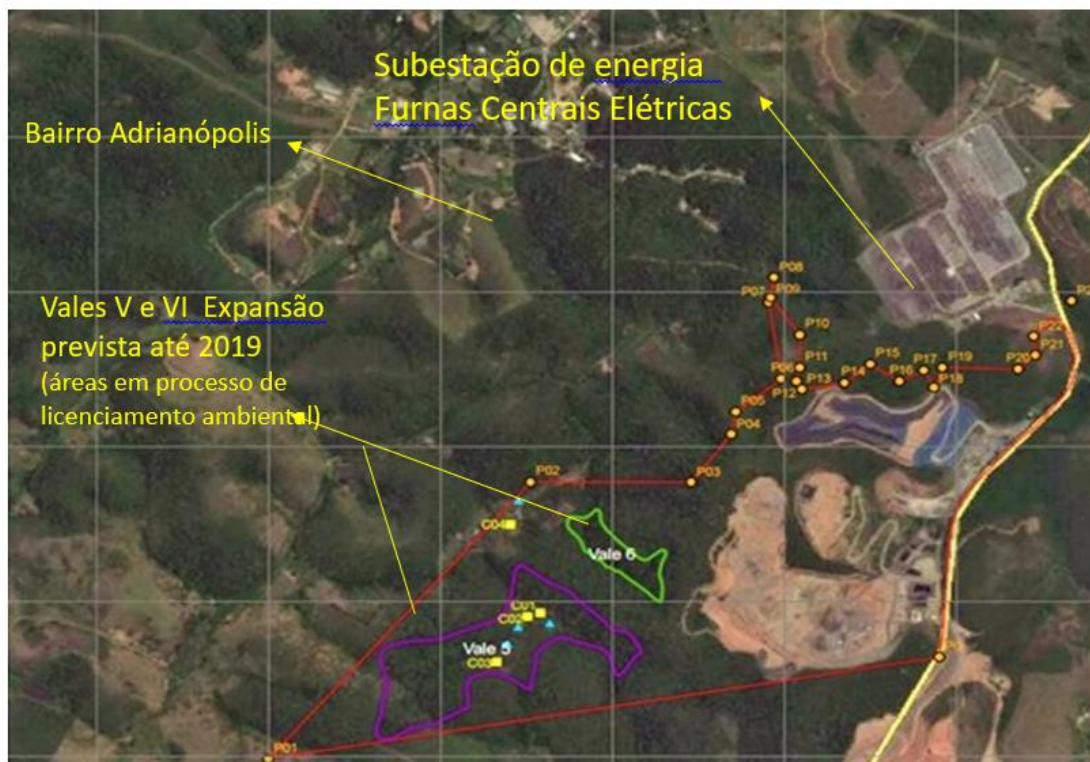 Subestação de energia
Furnas Centrais Elétricas
Bairro Adrianópolis
Vales V e VI Expansão
prevista até 2019
(áreas em processo de
licenciamento ambiental)
P08
P07
P09
P10
P11
P06
P12
P13
P14
P15
P16
P17
P18
P19
P20
P21
P22
P05
P04
P03
P02
C04
Vale 6
C01
C02
Vale 5
C03
P01